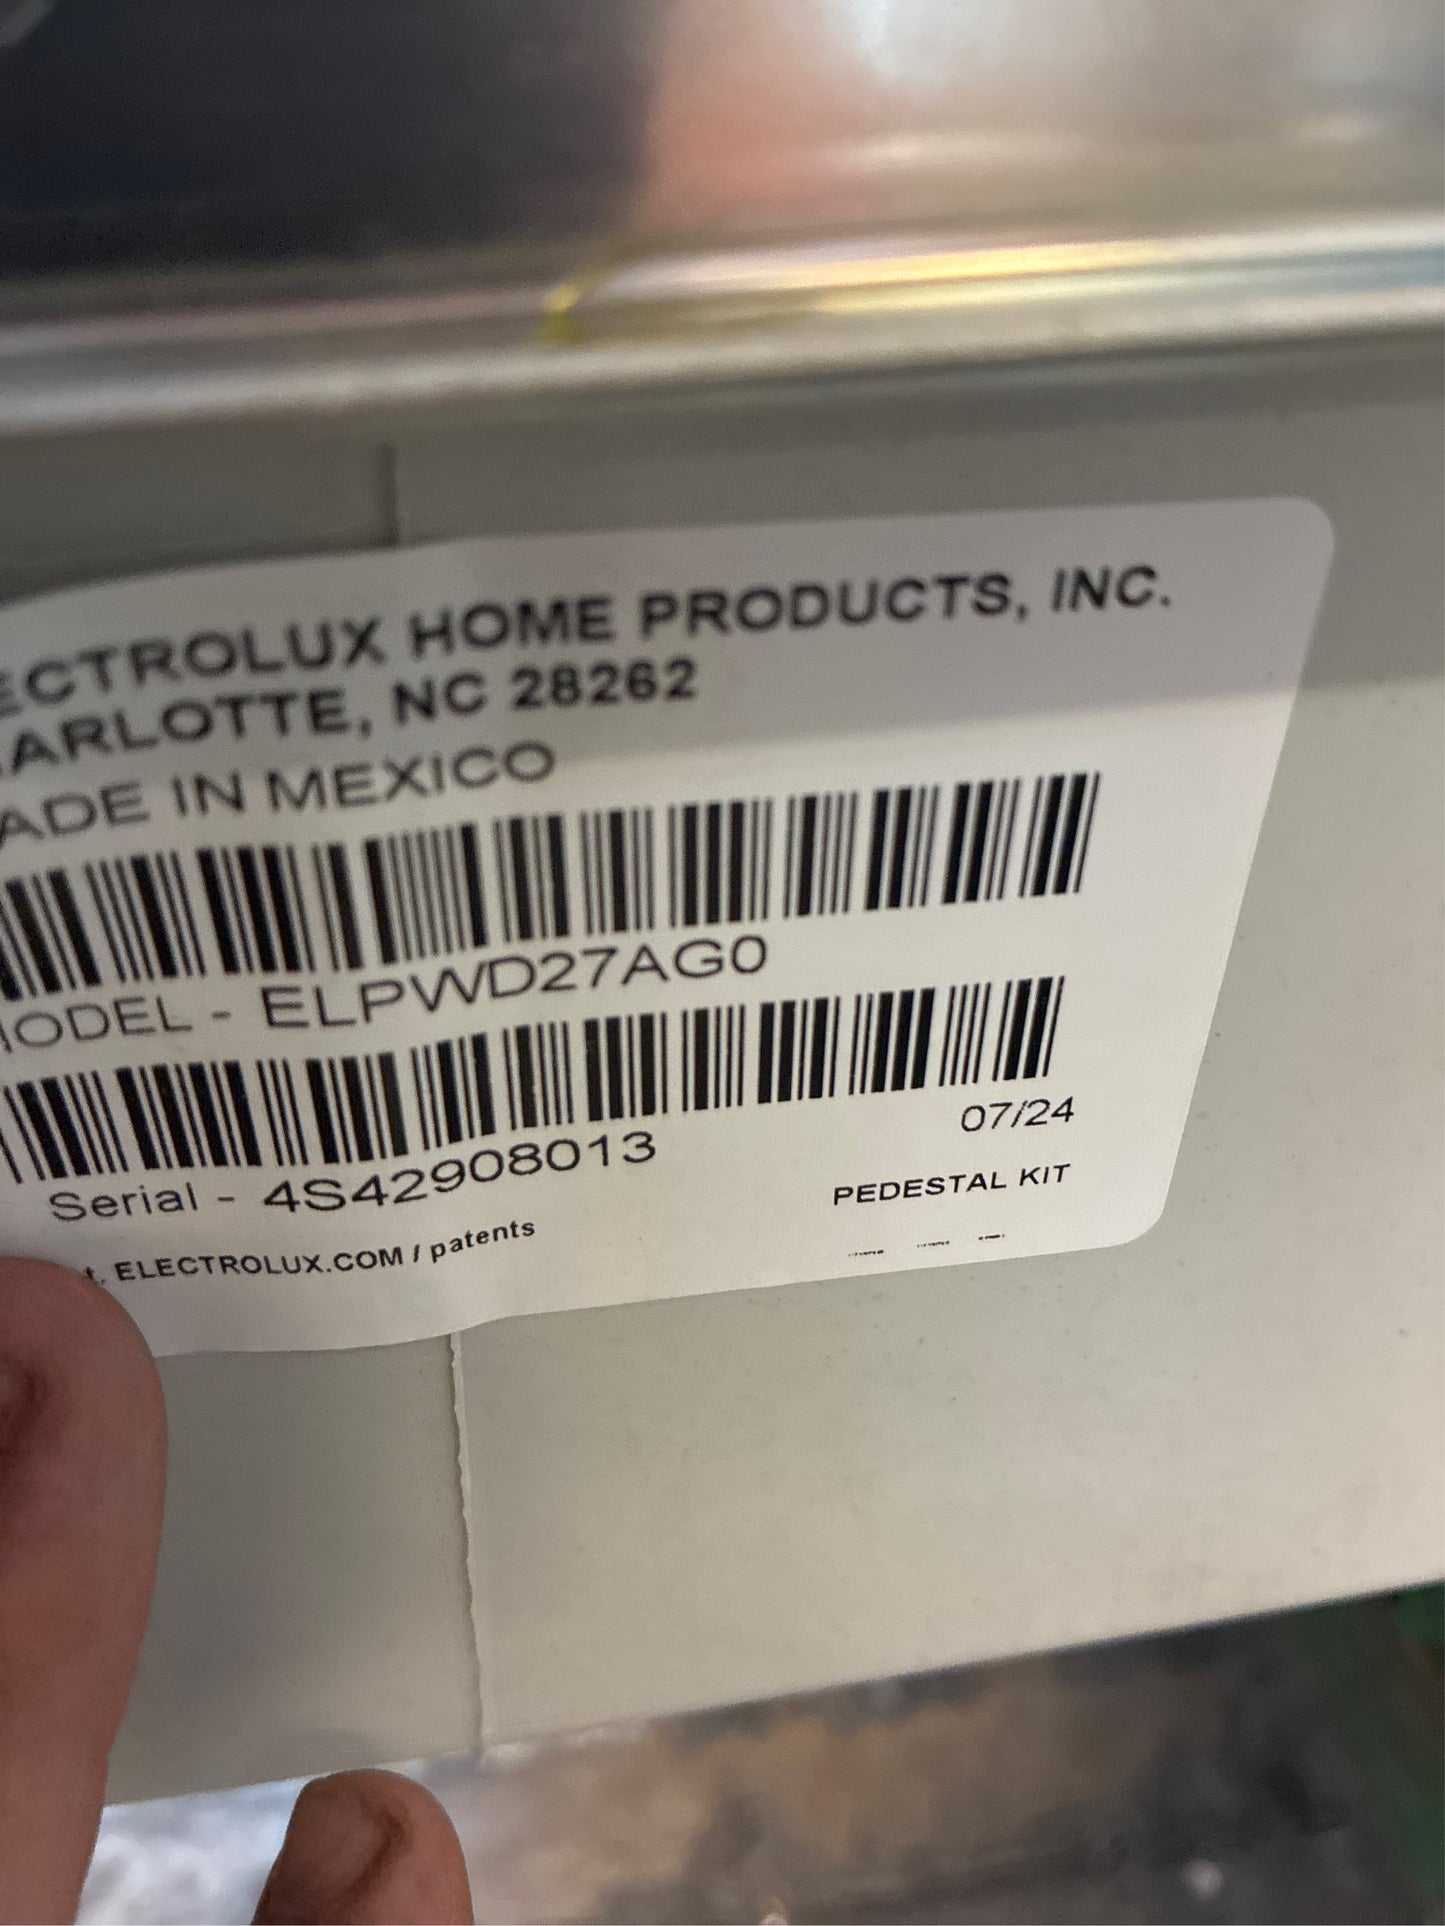 ECTROLUX HOME PRODUCTS, INC.
ARLOTTE, NC 28262
ADE IN MEXICO
ODEL - ELPWD27AG0
Serial - 4S42908013
07/24
PEDESTAL KIT
t. ELECTROLUX.COM / patents